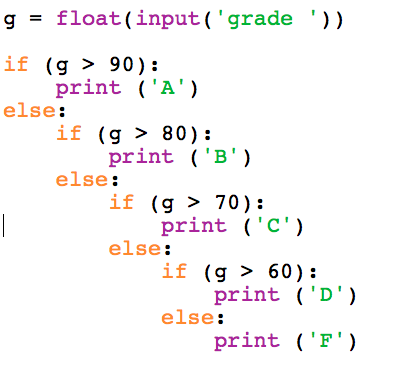 g = float(input('grade '))
if (g > 90):
    print ('A')
else:
    if (g > 80):
        print ('B')
    else:
        if (g > 70):
            print ('C')
        else:
            if (g > 60):
                print ('D')
            else:
                print ('F')